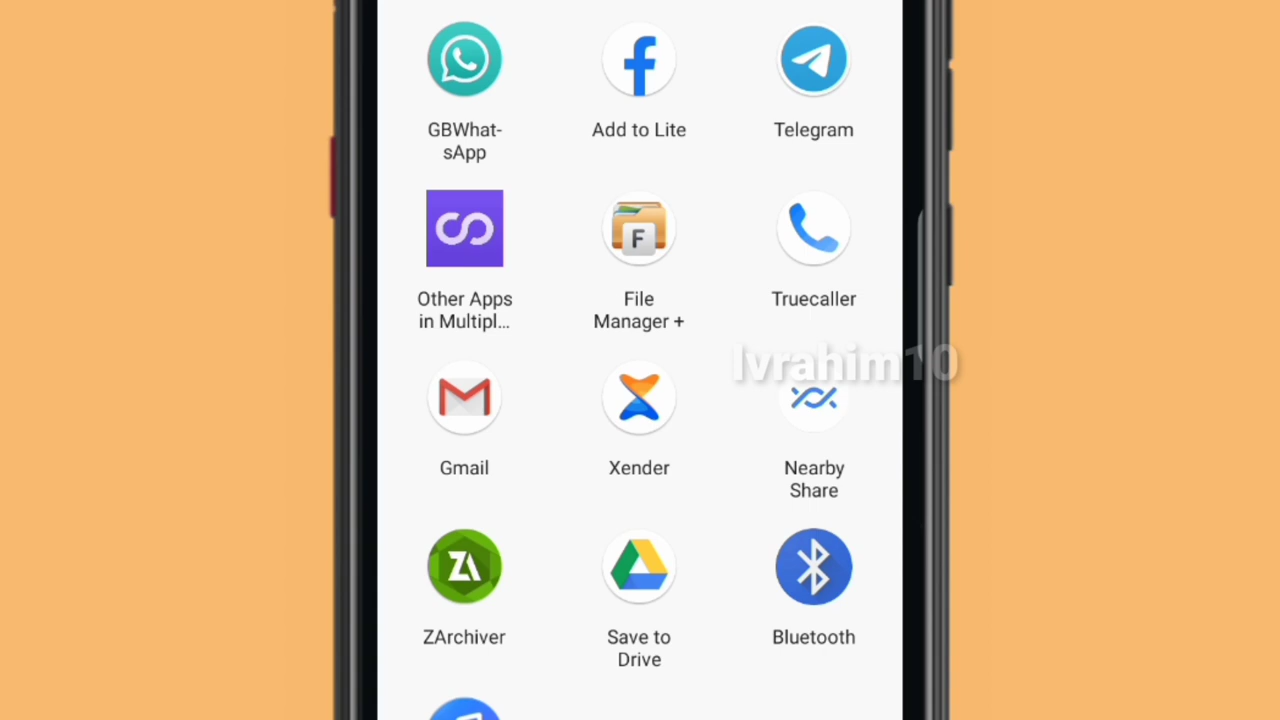 GBWhat-
sApp
Add to Lite
Telegram
Other Apps
in Multipl...
File
Manager +
F
Truecaller
Ivrahim10
Gmail
Xender
Nearby
Share
ZA
ZArchiver
Save to
Drive
Bluetooth